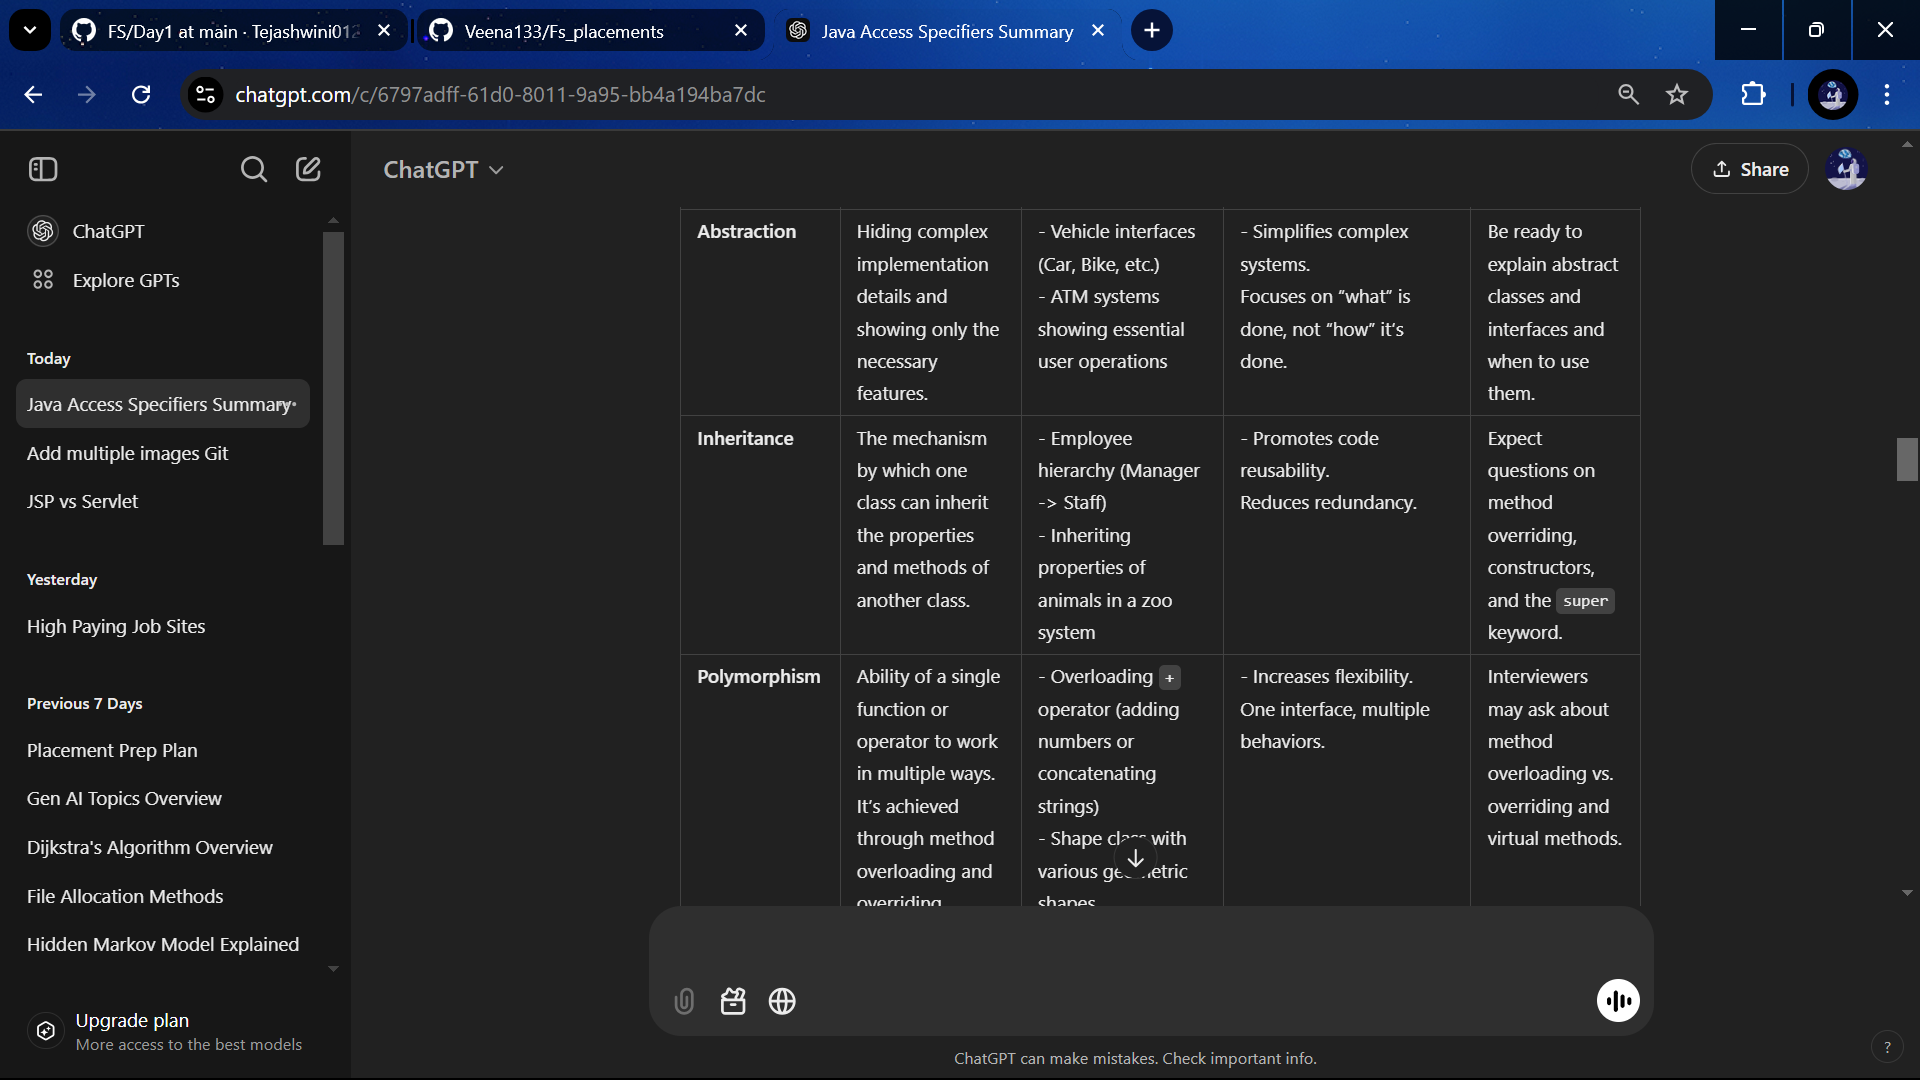 FS/Day1 at main · Tejashwini012
Veena133/Fs_placements
Java Access Specifiers Summary
chatgpt.com/c/6797adff-61d0-8011-9a95-bb4a194ba7dc
ChatGPT
Share
ChatGPT
Explore GPTs
Today
Java Access Specifiers Summary
Add multiple images Git
JSP vs Servlet
Yesterday
High Paying Job Sites
Previous 7 Days
Placement Prep Plan
Gen AI Topics Overview
Dijkstra's Algorithm Overview
File Allocation Methods
Hidden Markov Model Explained
Upgrade plan
More access to the best models
Abstraction
Hiding complex
implementation
details and
showing only the
necessary
features.
- Vehicle interfaces
(Car, Bike, etc.)
- ATM systems
showing essential
user operations
- Simplifies complex
systems.
Focuses on “what” is
done, not “how” it’s
done.
Be ready to
explain abstract
classes and
interfaces and
when to use
them.
Inheritance
The mechanism
by which one
class can inherit
the properties
and methods of
another class.
- Employee
hierarchy (Manager
-> Staff)
- Inheriting
properties of
animals in a zoo
system
- Promotes code
reusability.
Reduces redundancy.
Expect
questions on
method
overriding,
constructors,
and the super
keyword.
Polymorphism
Ability of a single
function or
operator to work
in multiple ways.
It’s achieved
through method
overloading and
overriding
- Overloading +
operator (adding
numbers or
concatenating
strings)
- Shape class with
various geometric
shapes
- Increases flexibility.
One interface, multiple
behaviors.
Interviewers
may ask about
method
overloading vs.
overriding and
virtual methods.
ChatGPT can make mistakes. Check important info.
?